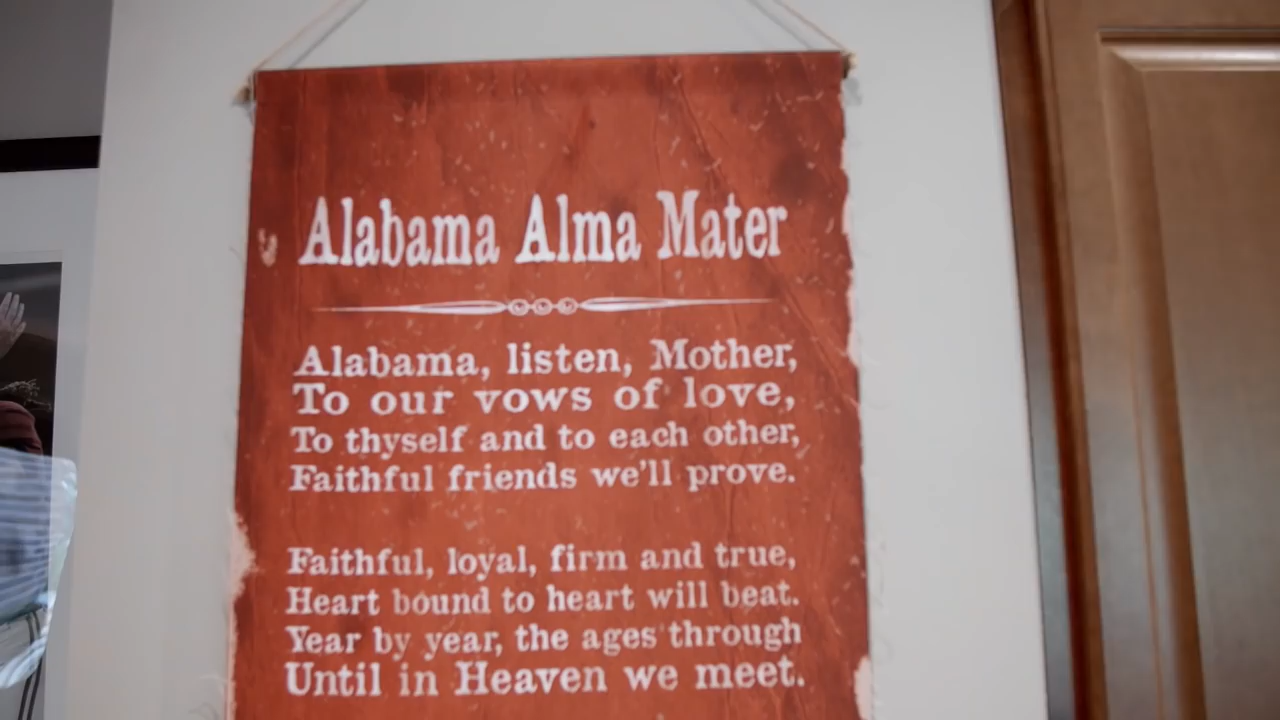 Alabama Alma Mater
Alabama, listen, Mother,
To our vows of love,
To thyself and to each other,
Faithful friends we'll prove.
Faithful, loyal, firm and true,
Heart bound to heart will beat.
Year by year, the ages through
Until in Heaven we meet.